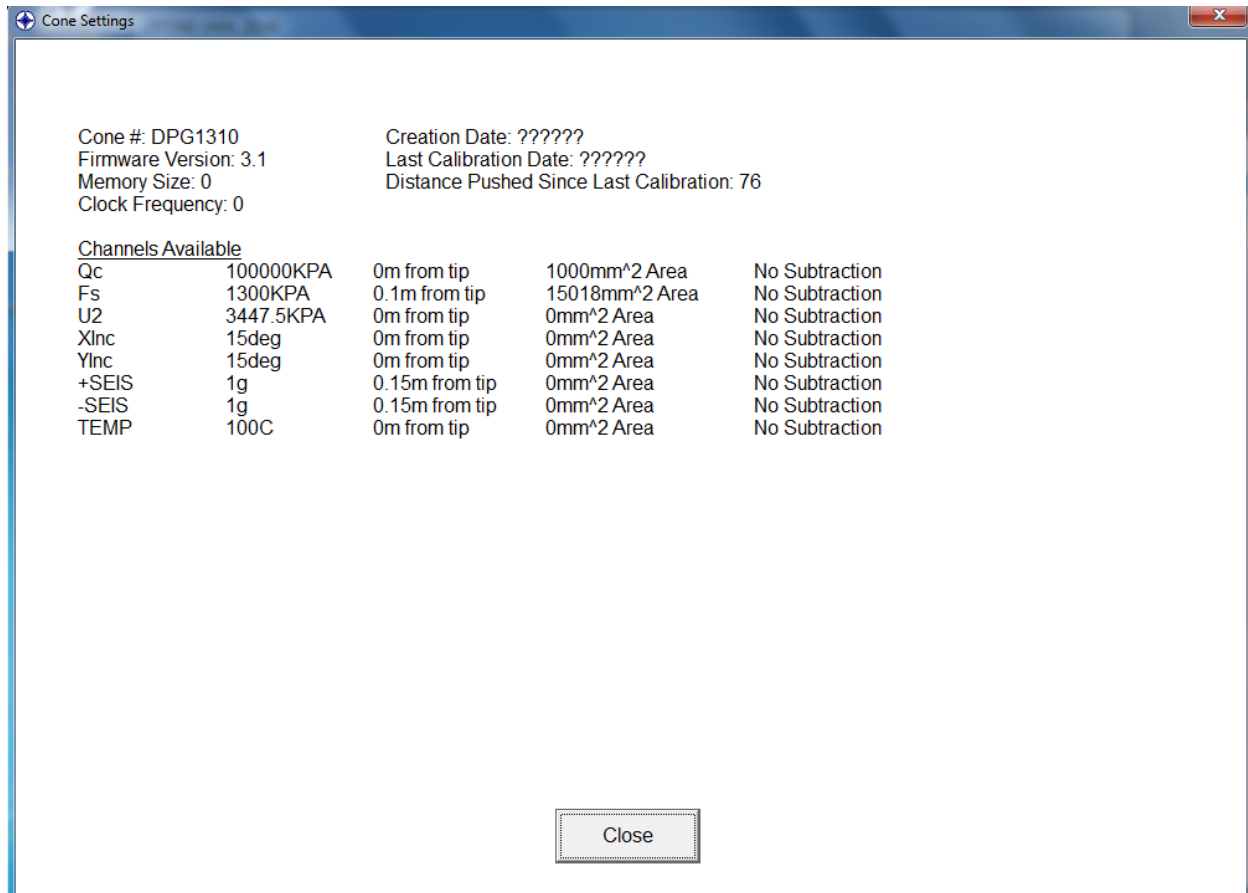 Cone Settings
Cone #: DPG1310 Creation Date: ??????
Firmware Version: 3.1 Last Calibration Date: ??????
Memory Size: 0 Distance Pushed Since Last Calibration: 76
Clock Frequency: 0
Channels Available
Qc 100000KPA 0m from tip 1000mm^2 Area No Subtraction
Fs 1300KPA 0.1m from tip 15018mm^2 Area No Subtraction
U2 3447.5KPA 0m from tip 0mm^2 Area No Subtraction
XInc 15deg 0m from tip 0mm^2 Area No Subtraction
YInc 15deg 0m from tip 0mm^2 Area No Subtraction
+SEIS 1g 0.15m from tip 0mm^2 Area No Subtraction
-SEIS 1g 0.15m from tip 0mm^2 Area No Subtraction
TEMP 100C 0m from tip 0mm^2 Area No Subtraction
Close